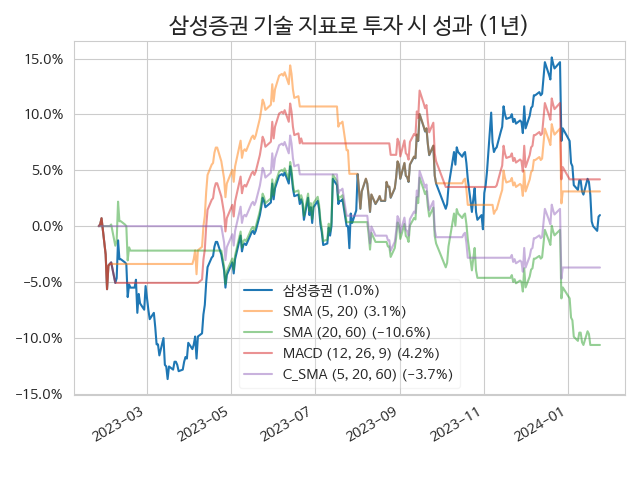 삼성증권 기술 지표로 투자 시 성과 (1년)
15.0%
10.0%
5.0%
0.0%
−5.0%
−10.0%
−15.0%
2023-03
2023-05
2023-07
2023-09
2023-11
2024-01
삼성증권 (1.0%)
SMA (5, 20) (3.1%)
SMA (20, 60) (−10.6%)
MACD (12, 26, 9) (4.2%)
C_SMA (5, 20, 60) (−3.7%)